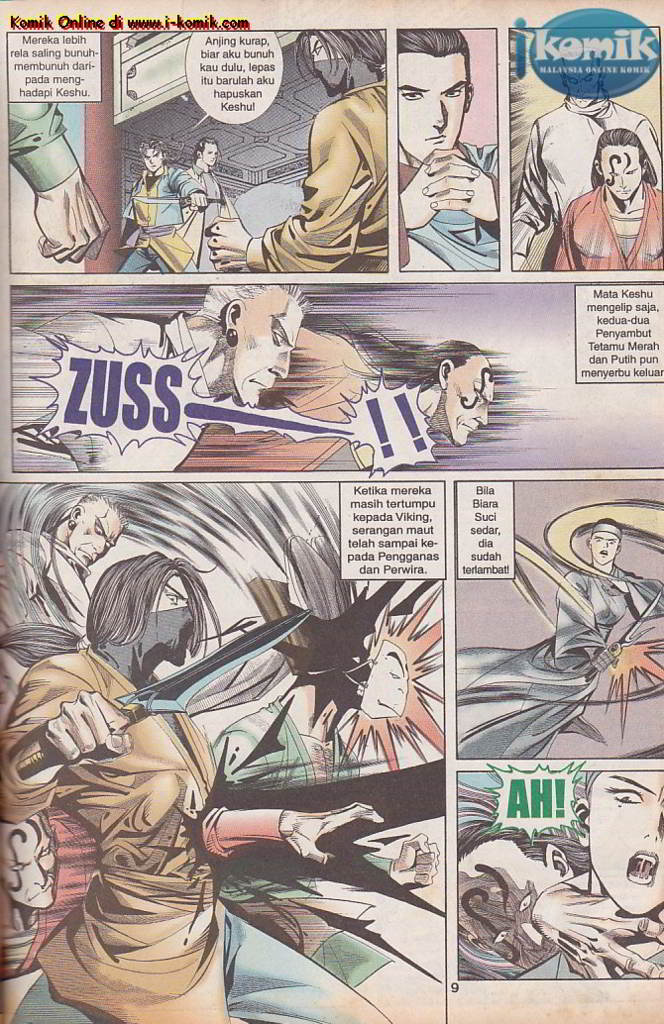 Komik Online di www.i-komik.com
ikomik
MALAYSIA ONLINE KOMIK
Mereka lebih
rela saling bunuh-
membunuh dari-
pada meng-
hadapi Keshu.
Anjing kurap,
biar aku bunuh
kau dulu, lepas
itu barulah aku
hapuskan
Keshu!
Mata Keshu
mengelip saja,
kedua-dua
Penyambut
Tetamu Merah
dan Putih pun
menyerbu keluar
ZUSS
!!
Ketika mereka
masih tertumpu
kepada Viking,
serangan maut
telah sampai ke-
pada Pengganas
dan Perwira.
Bila
Biara
Suci
sedar,
dia
sudah
terlambat!
AH!
9